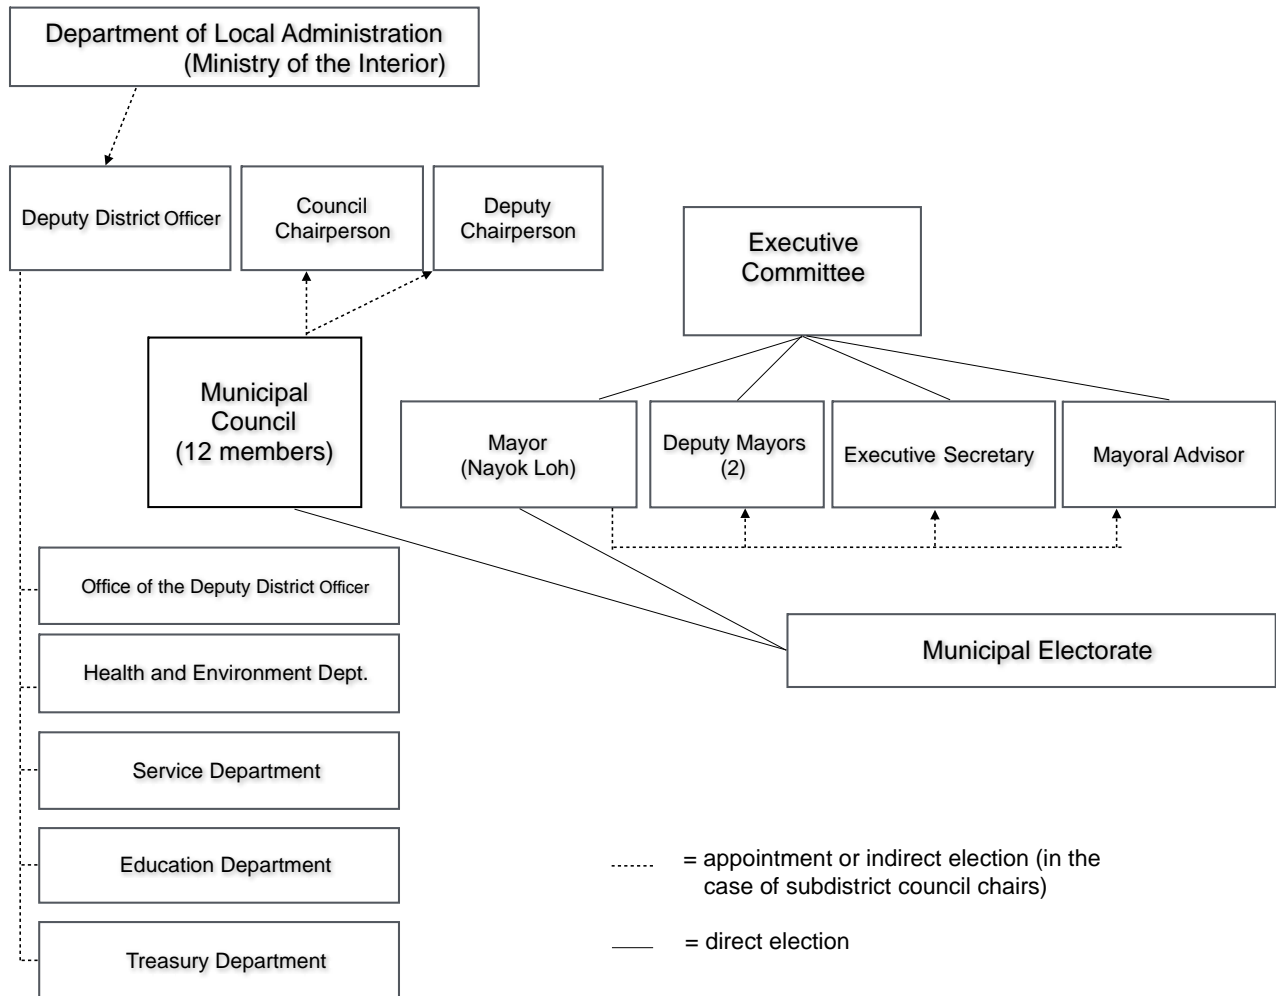 Department of Local Administration
(Ministry of the Interior)
Deputy District Officer
Council
Chairperson
Deputy
Chairperson
Executive
Committee
Municipal
Council
(12 members)
Mayor
(Nayok Loh)
Deputy Mayors
(2)
Executive Secretary
Mayoral Advisor
Office of the Deputy District Officer
Health and Environment Dept.
Municipal Electorate
Service Department
Education Department
Treasury Department
= appointment or indirect election (in the
case of subdistrict council chairs)
= direct election